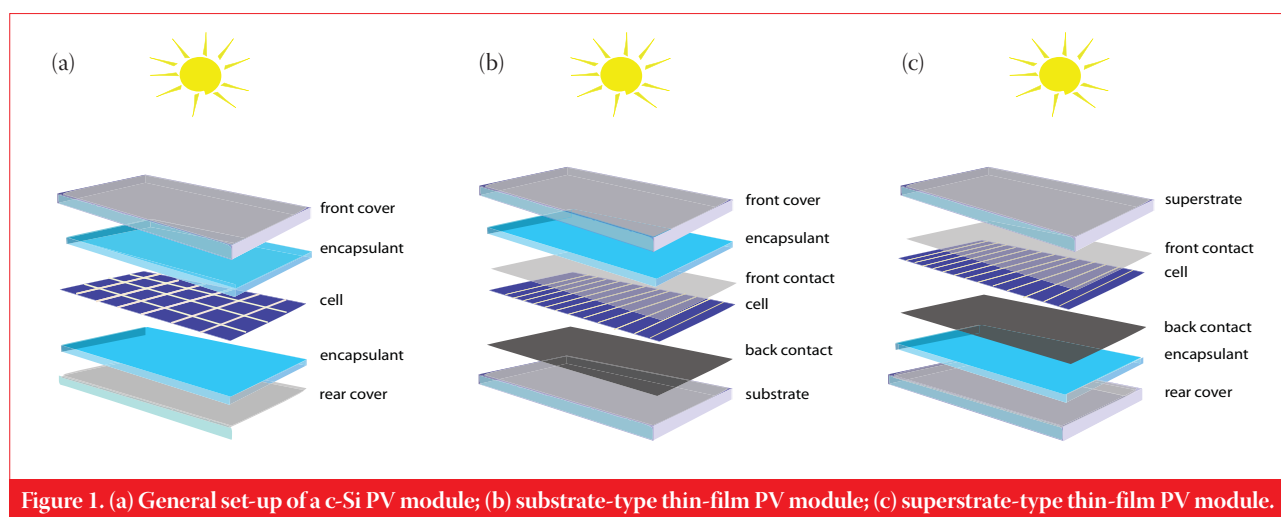 (a)
front cover
encapsulant
cell
encapsulant
rear cover
(b)
front cover
encapsulant
front contact
cell
back contact
substrate
(c)
superstrate
front contact
cell
back contact
encapsulant
rear cover
Figure 1. (a) General set-up of a c-Si PV module; (b) substrate-type thin-film PV module; (c) superstrate-type thin-film PV module.